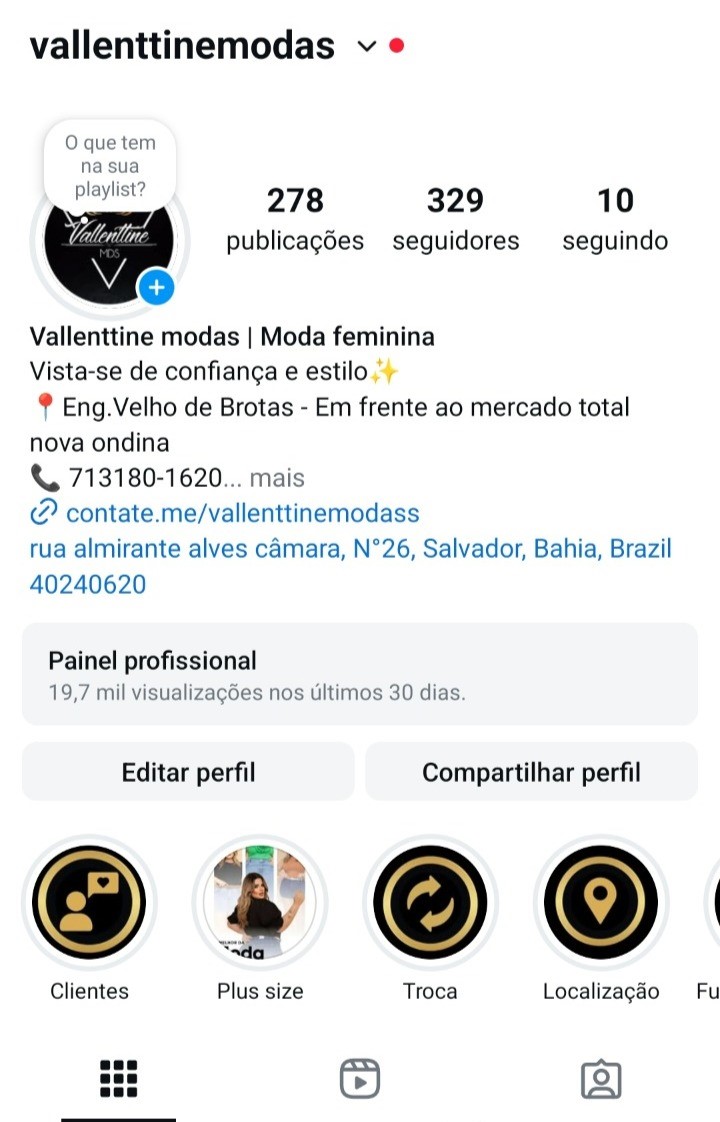 vallenttinemodas
O que tem
na sua
playlist?
Vallenttine
MDS
278
publicações
329
seguidores
10
seguindo
Vallenttine modas | Moda feminina
Vista-se de confiança e estilo✨
📍Eng.Velho de Brotas - Em frente ao mercado total
nova ondina
📞 713180-1620... mais
contate.me/vallenttinemodass
rua almirante alves câmara, N°26, Salvador, Bahia, Brazil
40240620
Painel profissional
19,7 mil visualizações nos últimos 30 dias.
Editar perfil
Compartilhar perfil
Clientes
Plus size
Troca
Localização
Fu